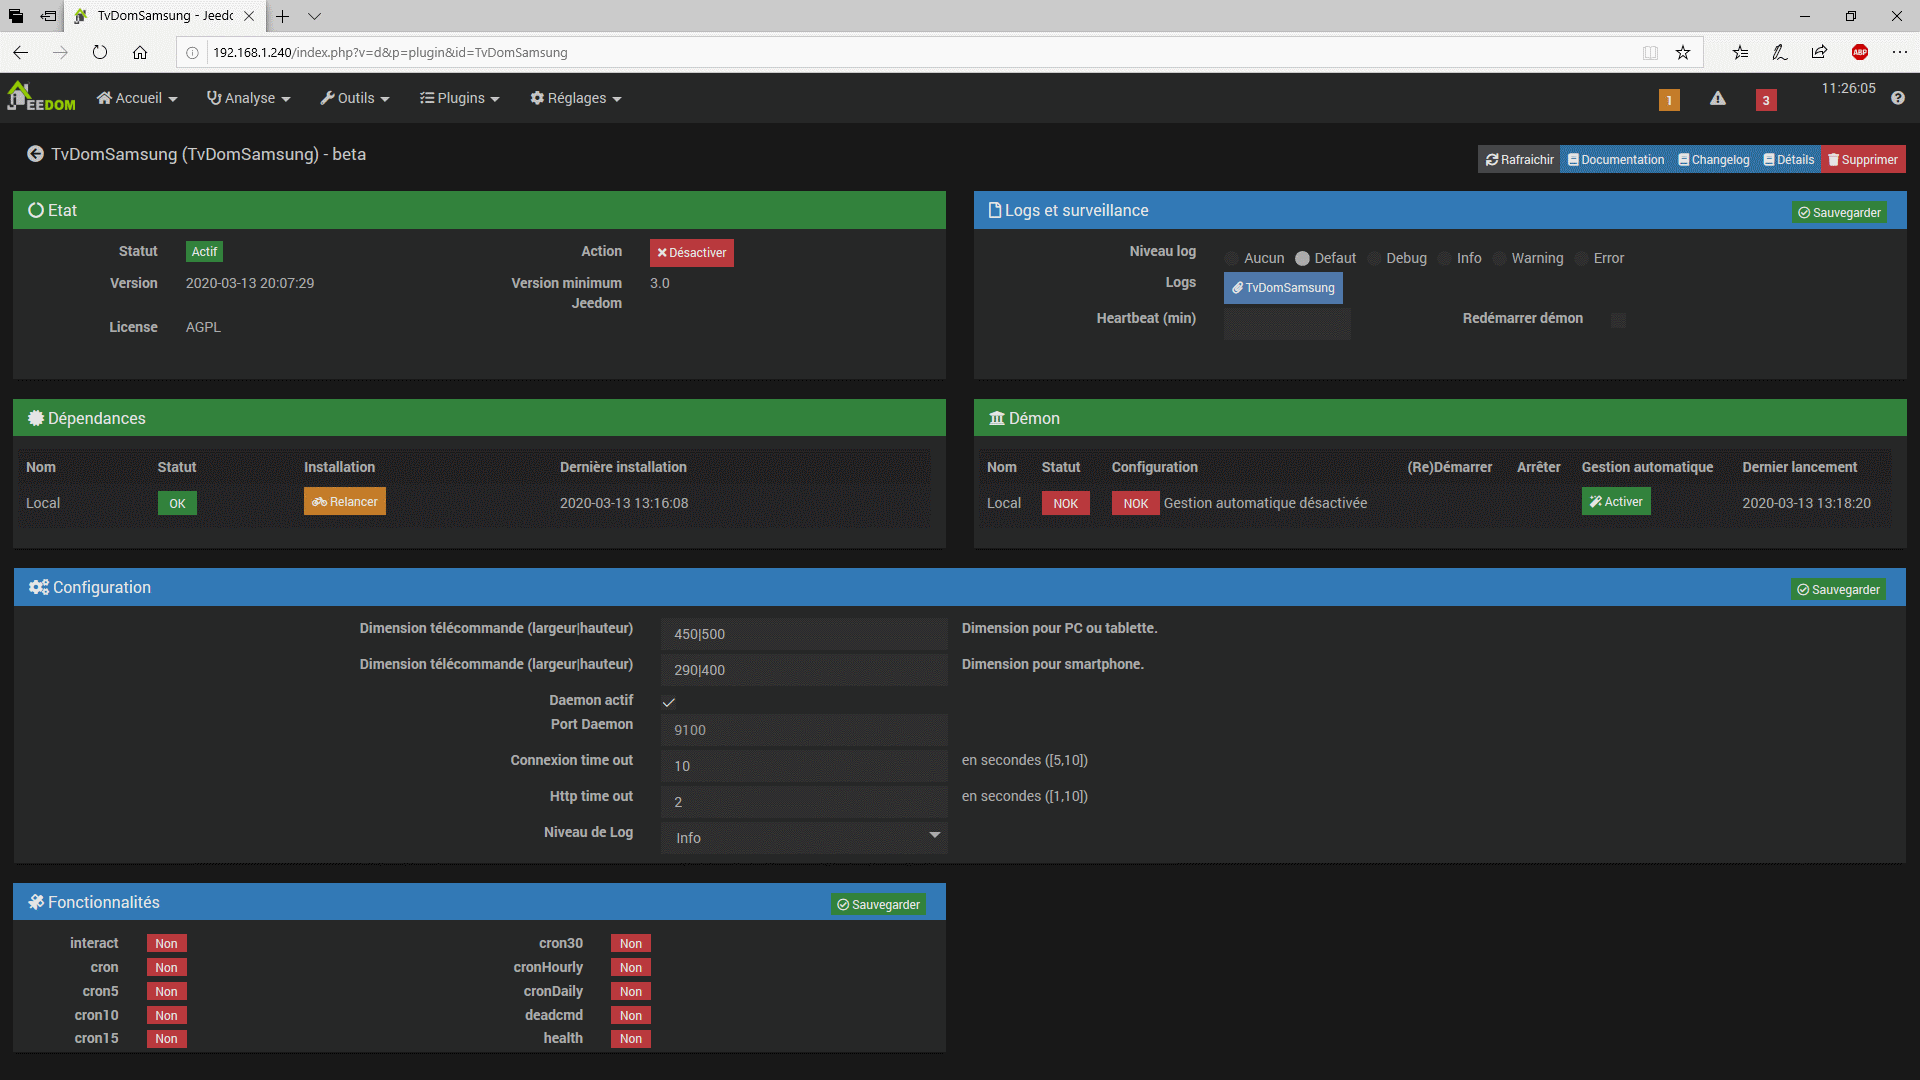 TvDomSamsung - Jeedc
192.168.1.240/index.php?v=d&p=plugin&id=TvDomSamsung
ABP
EEDOM Accueil Analyse Outils Plugins Réglages 1 3 11:26:05
TvDomSamsung (TvDomSamsung) - beta
Rafraichir Documentation Changelog Détails Supprimer
Etat
Statut Actif Action Désactiver
Version 2020-03-13 20:07:29 Version minimum Jeedom 3.0
License AGPL
Logs et surveillance Sauvegarder
Niveau log Aucun Defaut Debug Info Warning Error
Logs TvDomSamsung
Heartbeat (min) Redémarrer démon
Dépendances
Nom Statut Installation Dernière installation
Local OK Relancer 2020-03-13 13:16:08
Démon
Nom Statut Configuration (Re)Démarrer Arrêter Gestion automatique Dernier lancement
Local NOK NOK Gestion automatique désactivée Activer 2020-03-13 13:18:20
Configuration Sauvegarder
Dimension télécommande (largeur|hauteur) 450|500 Dimension pour PC ou tablette.
Dimension télécommande (largeur|hauteur) 290|400 Dimension pour smartphone.
Daemon actif
Port Daemon 9100
Connexion time out 10 en secondes ([5,10])
Http time out 2 en secondes ([1,10])
Niveau de Log Info
Fonctionnalités Sauvegarder
interact Non cron30 Non
cron Non cronHourly Non
cron5 Non cronDaily Non
cron10 Non deadcmd Non
cron15 Non health Non